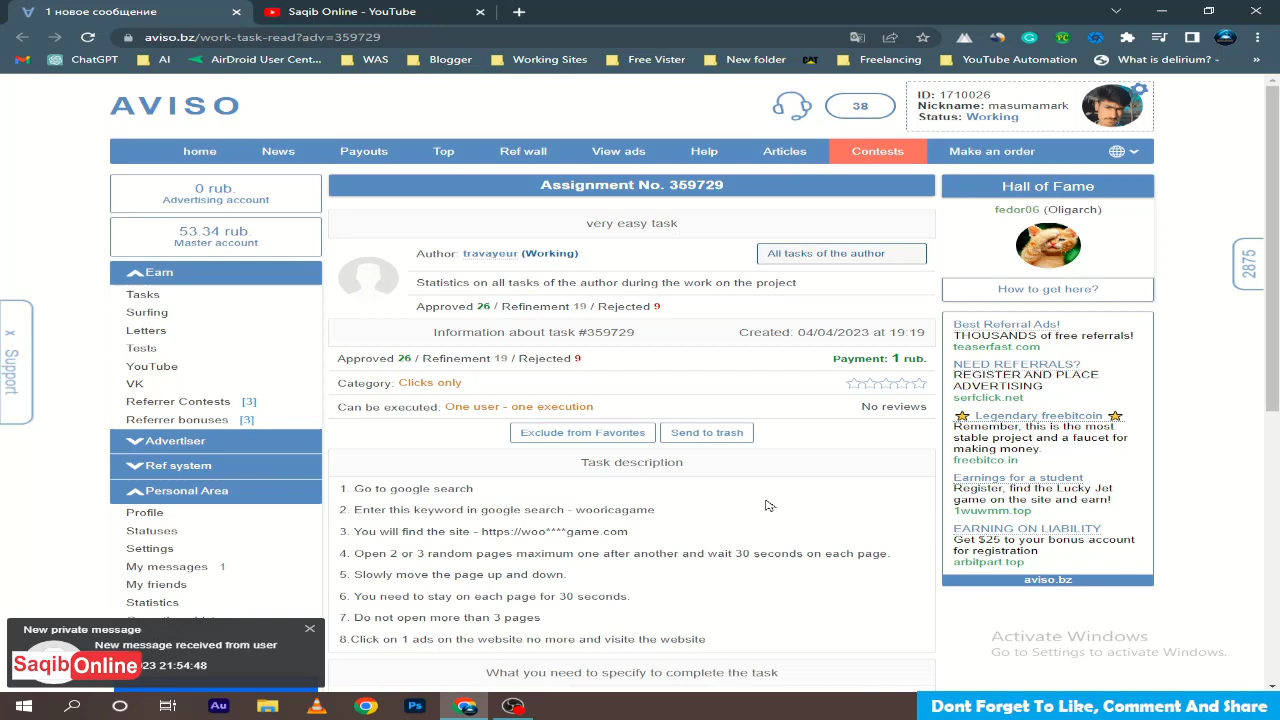 1 новое сообщение
Saqib Online - YouTube
aviso.bz/work-task-read?adv=359729
ChatGPT
AI
AirDroid User Cent...
WAS
Blogger
Working Sites
Free Vister
New folder
CAT
Freelancing
YouTube Automation
What is delirium? -
AVISO
38
ID: 1710026
Nickname: masumamark
Status: Working
home
News
Payouts
Top
Ref wall
View ads
Help
Articles
Contests
Make an order
0 rub.
Advertising account
53.34 rub.
Master account
Earn
Tasks
Surfing
Letters
Tests
YouTube
VK
Referrer Contests [3]
Referrer bonuses [3]
Advertiser
Ref system
Personal Area
Profile
Statuses
Settings
My messages 1
My friends
Statistics
Assignment No. 359729
very easy task
Author: travayeur (Working)
All tasks of the author
Statistics on all tasks of the author during the work on the project
Approved 26 / Refinement 19 / Rejected 9
Information about task #359729
Created: 04/04/2023 at 19:19
Approved 26 / Refinement 19 / Rejected 9
Payment: 1 rub.
Category: Clicks only
Can be executed: One user - one execution
No reviews
Exclude from Favorites
Send to trash
Task description
1. Go to google search
2. Enter this keyword in google search - wooricagame
3. You will find the site - https://woo****game.com
4. Open 2 or 3 random pages maximum one after another and wait 30 seconds on each page.
5. Slowly move the page up and down.
6. You need to stay on each page for 30 seconds.
7. Do not open more than 3 pages
8.Click on 1 ads on the website no more and visite the website
What you need to specify to complete the task
Hall of Fame
fedor06 (Oligarch)
How to get here?
Best Referral Ads!
THOUSANDS of free referrals!
teaserfast.com
NEED REFERRALS?
REGISTER AND PLACE
ADVERTISING
serfclick.net
Legendary freebitcoin
Remember, this is the most
stable project and a faucet for
making money.
freebitco.in
Earnings for a student
Register, find the Lucky Jet
game on the site and earn!
1wuwmm.top
EARNING ON LIABILITY
Get $25 to your bonus account
for registration
arbitpart.top
aviso.bz
2875
x Support
New private message
New message received from user
023 21:54:48
Saqib Online
Activate Windows
Go to Settings to activate Windows.
Au
Ps
Dont Forget To Like, Comment And Share